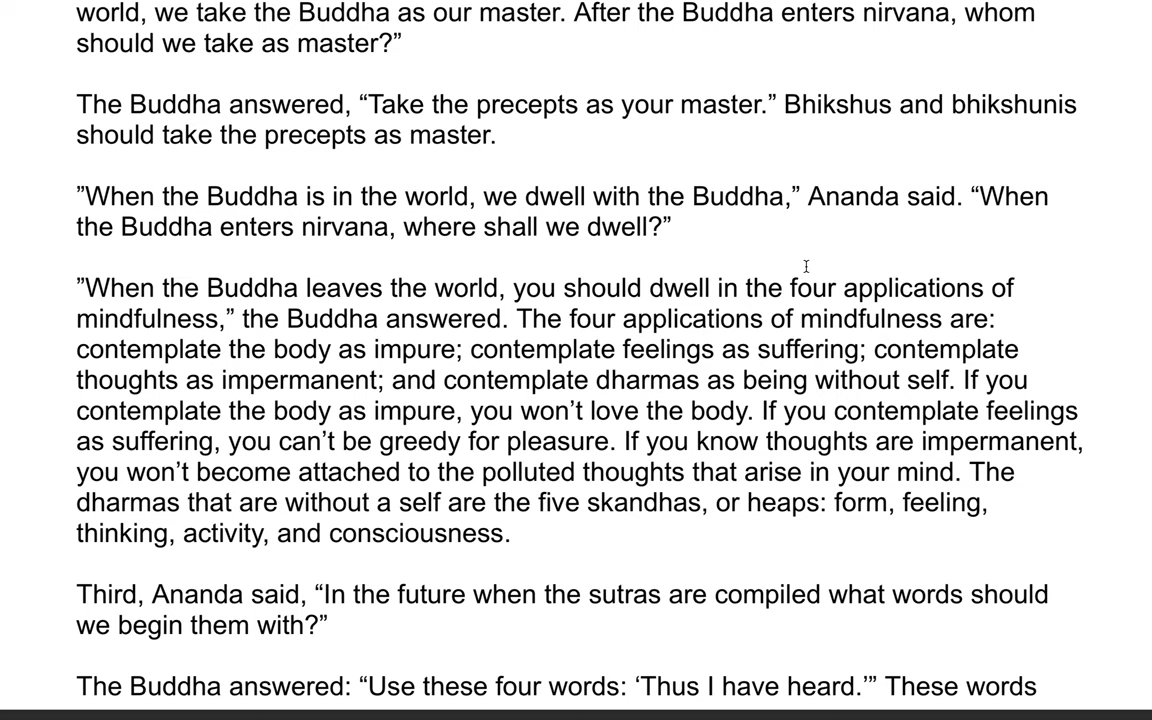 world, we take the Buddha as our master. After the Buddha enters nirvana, whom
should we take as master?”
The Buddha answered, “Take the precepts as your master.” Bhikshus and bhikshunis
should take the precepts as master.
”When the Buddha is in the world, we dwell with the Buddha,” Ananda said. “When
the Buddha enters nirvana, where shall we dwell?”
”When the Buddha leaves the world, you should dwell in the four applications of
mindfulness,” the Buddha answered. The four applications of mindfulness are:
contemplate the body as impure; contemplate feelings as suffering; contemplate
thoughts as impermanent; and contemplate dharmas as being without self. If you
contemplate the body as impure, you won’t love the body. If you contemplate feelings
as suffering, you can’t be greedy for pleasure. If you know thoughts are impermanent,
you won’t become attached to the polluted thoughts that arise in your mind. The
dharmas that are without a self are the five skandhas, or heaps: form, feeling,
thinking, activity, and consciousness.
Third, Ananda said, “In the future when the sutras are compiled what words should
we begin them with?”
The Buddha answered: “Use these four words: ‘Thus I have heard.’” These words